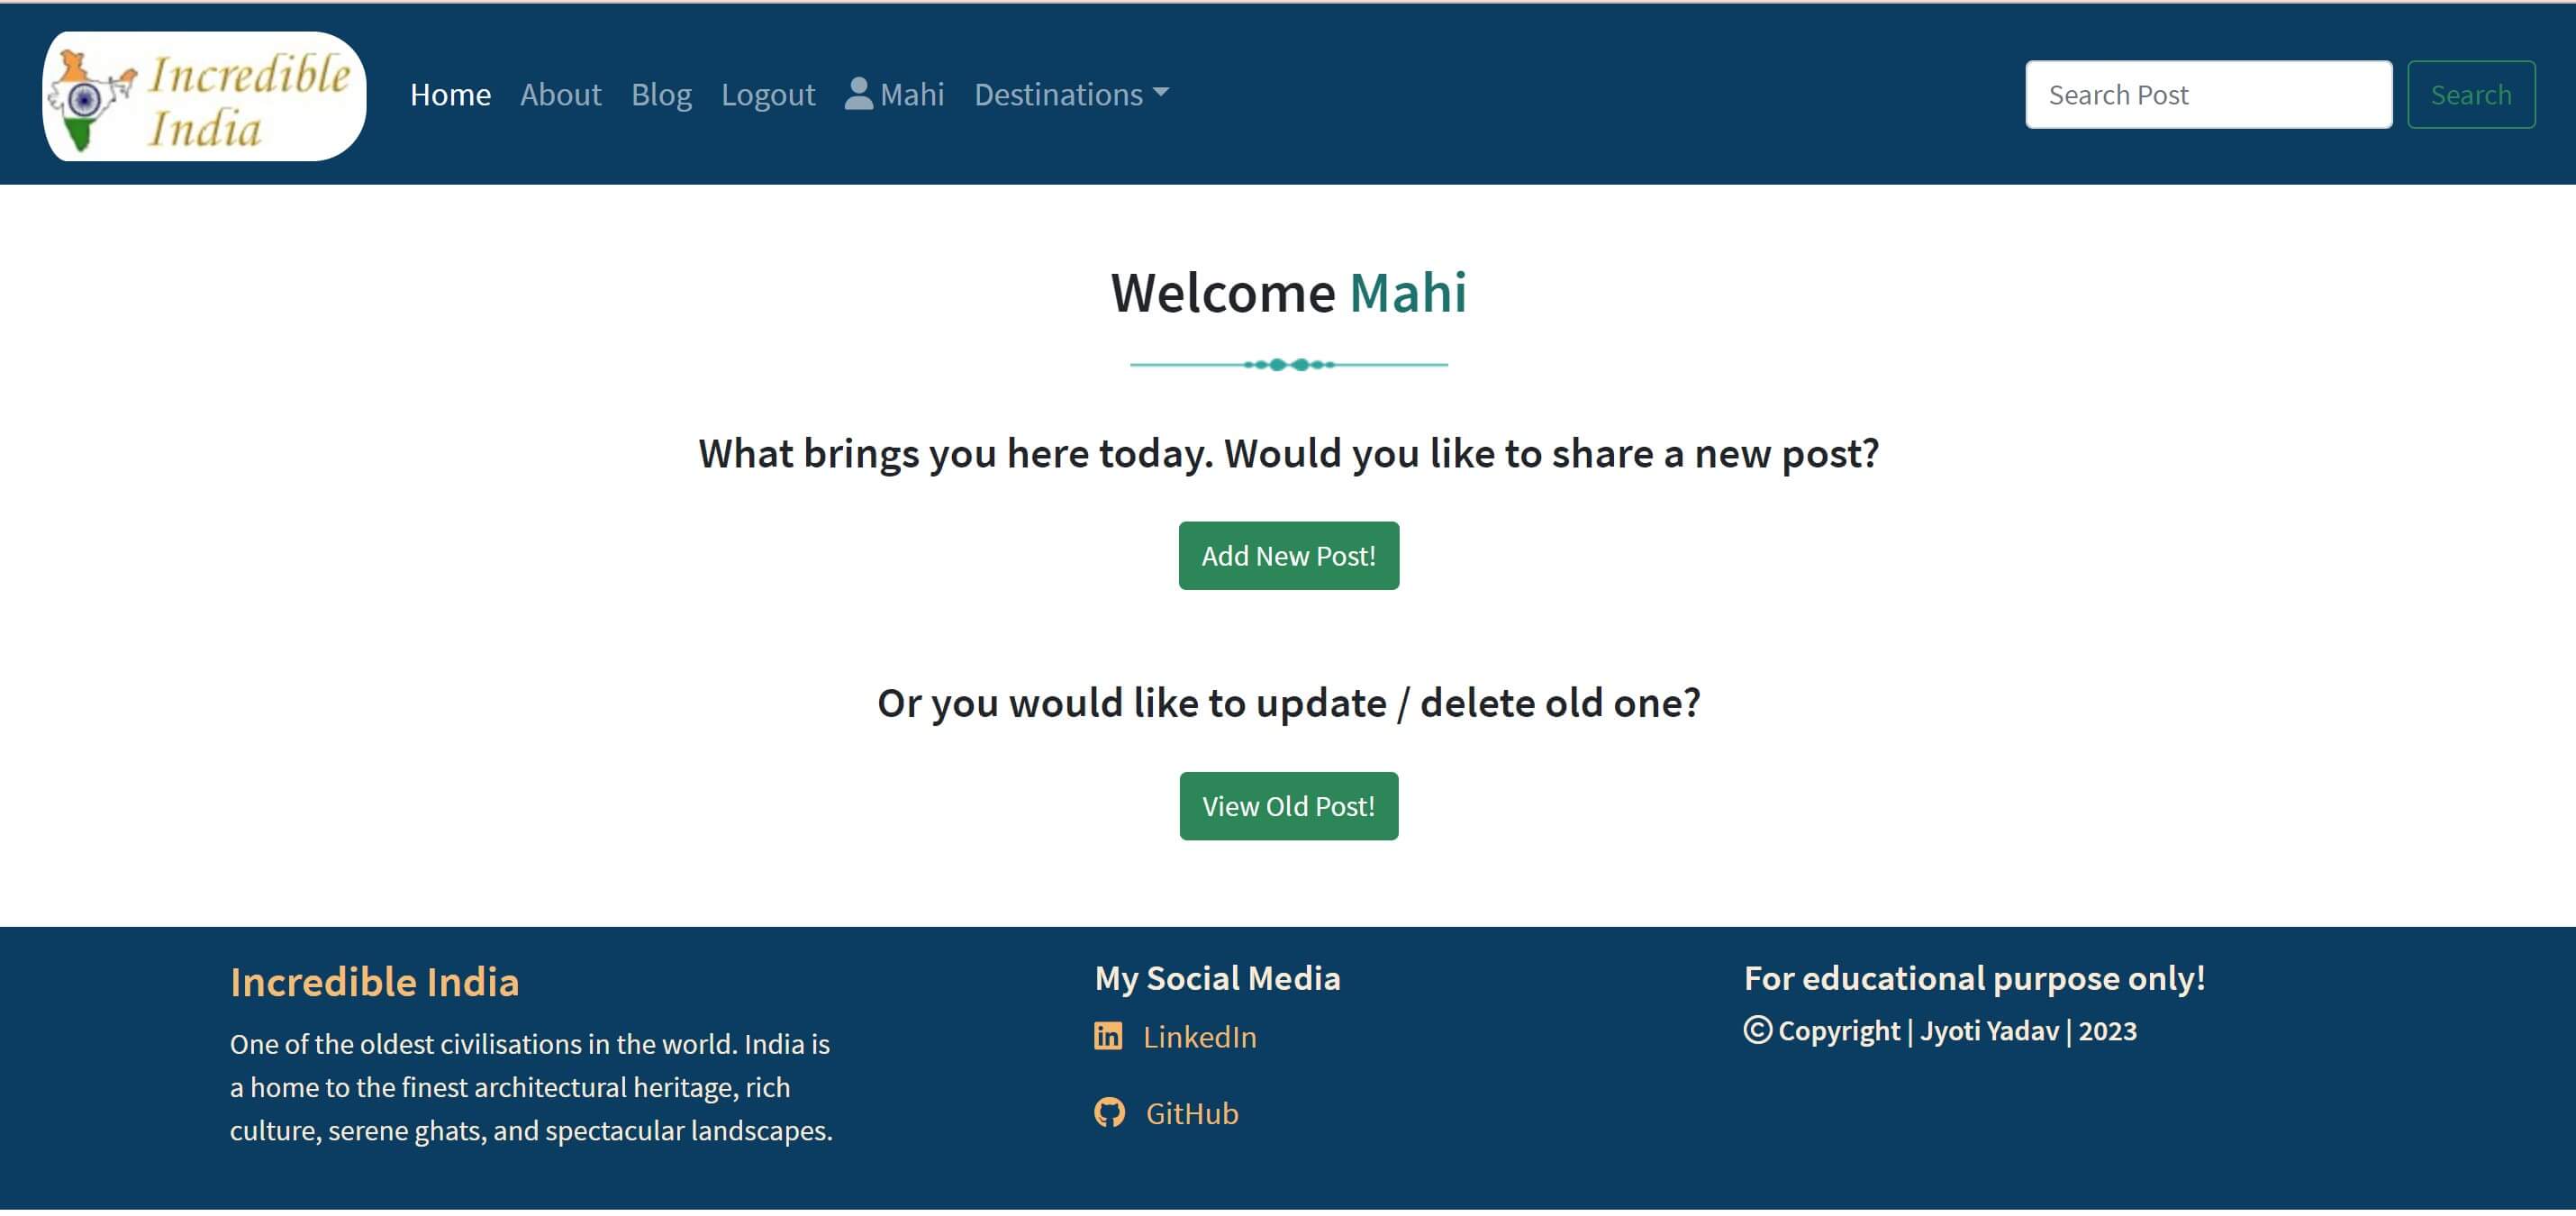 Incredible
India
Home About Blog Logout Mahi Destinations
Search Post Search
Welcome Mahi
What brings you here today. Would you like to share a new post?
Add New Post!
Or you would like to update / delete old one?
View Old Post!
Incredible India
One of the oldest civilisations in the world. India is
a home to the finest architectural heritage, rich
culture, serene ghats, and spectacular landscapes.
My Social Media
LinkedIn
GitHub
For educational purpose only!
© Copyright | Jyoti Yadav | 2023